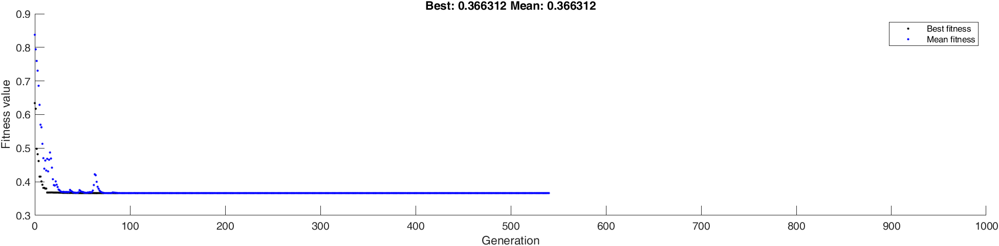 Best: 0.366312 Mean: 0.366312
Best fitness
Mean fitness
Fitness value
0.9
0.8
0.7
0.6
0.5
0.4
0.3
0 100 200 300 400 500 600 700 800 900 1000
Generation